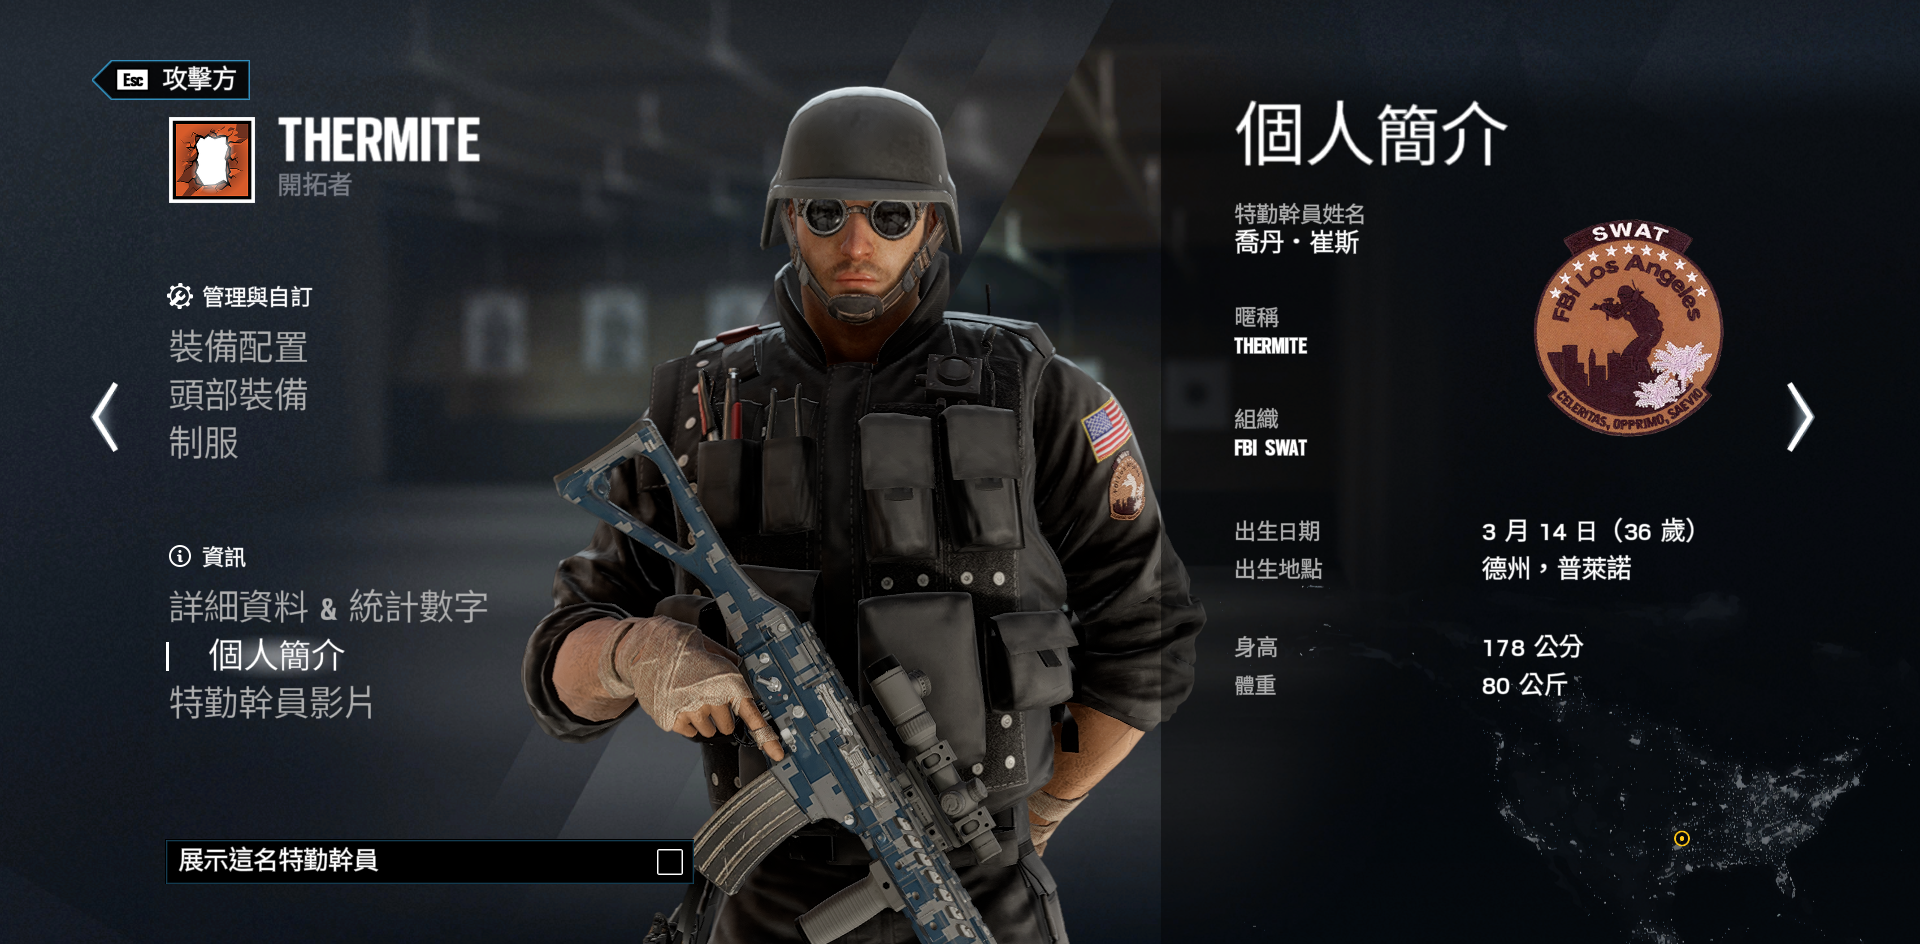 Esc 攻擊方
THERMITE
開拓者
管理與自訂
裝備配置
頭部裝備
制服
資訊
詳細資料 & 統計數字
個人簡介
特勤幹員影片
展示這名特勤幹員
個人簡介
特勤幹員姓名
喬丹・崔斯
暱稱
THERMITE
組織
FBI SWAT
SWAT
FBI Los Angeles
CELERITAS, OPPRIMO, SAEVIO
出生日期 3 月 14 日（36 歲）
出生地點 德州，普萊諾
身高 178 公分
體重 80 公斤